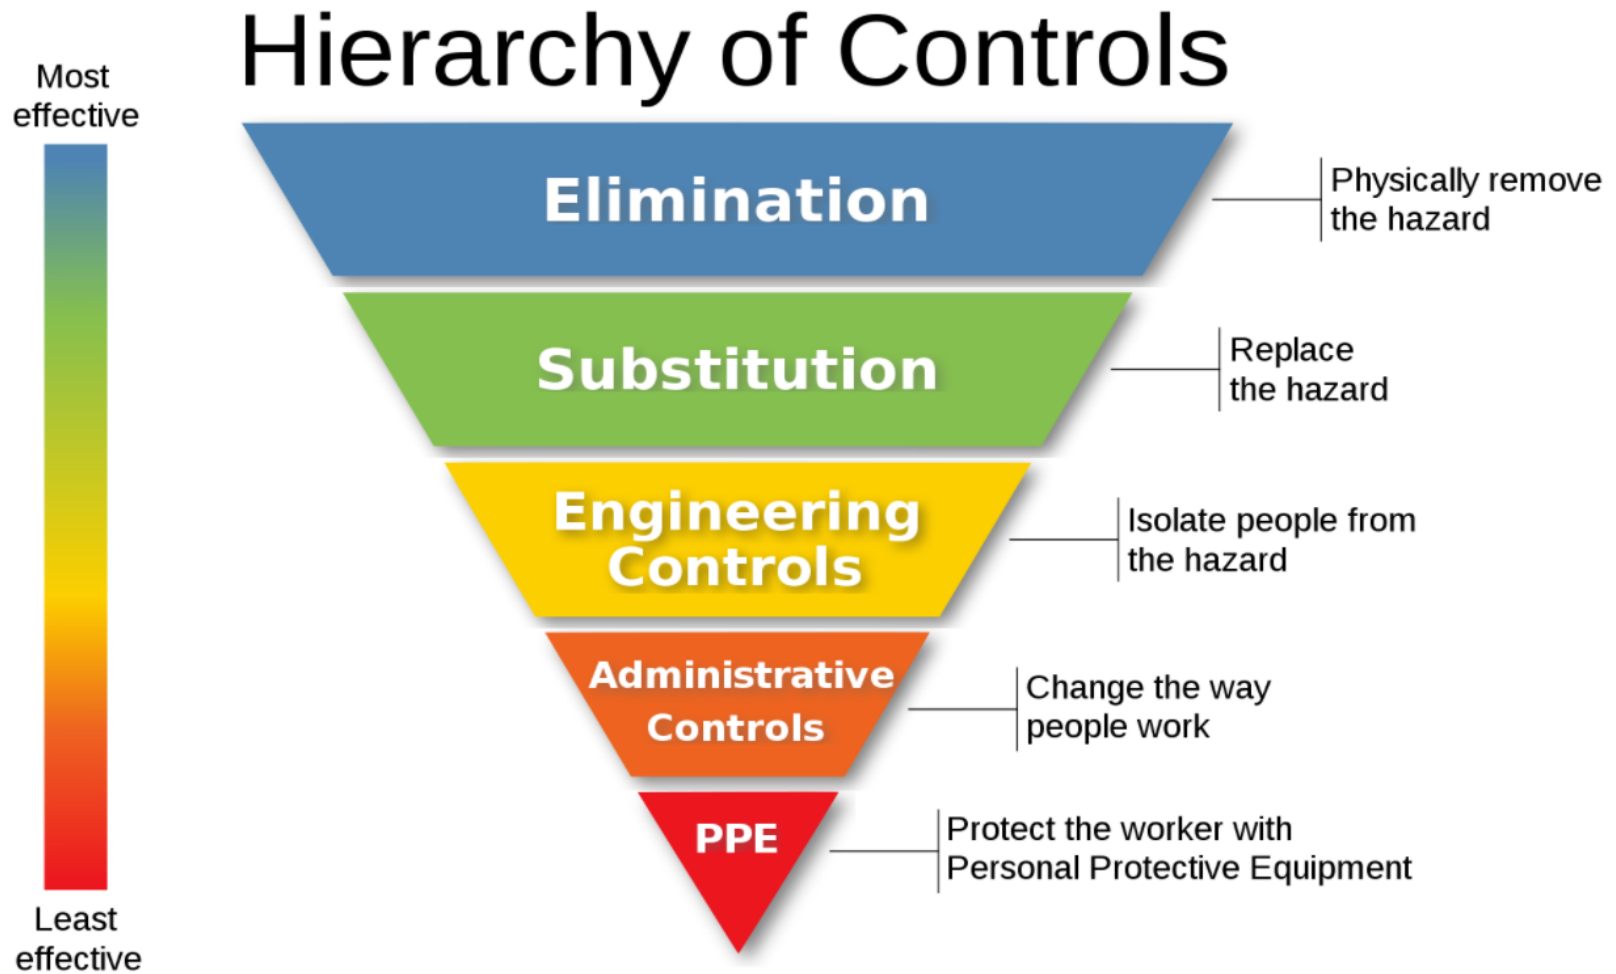 Hierarchy of Controls
Most
effective
Elimination
Physically remove
the hazard
Substitution
Replace
the hazard
Engineering
Controls
Isolate people from
the hazard
Administrative
Controls
Change the way
people work
PPE
Protect the worker with
Personal Protective Equipment
Least
effective